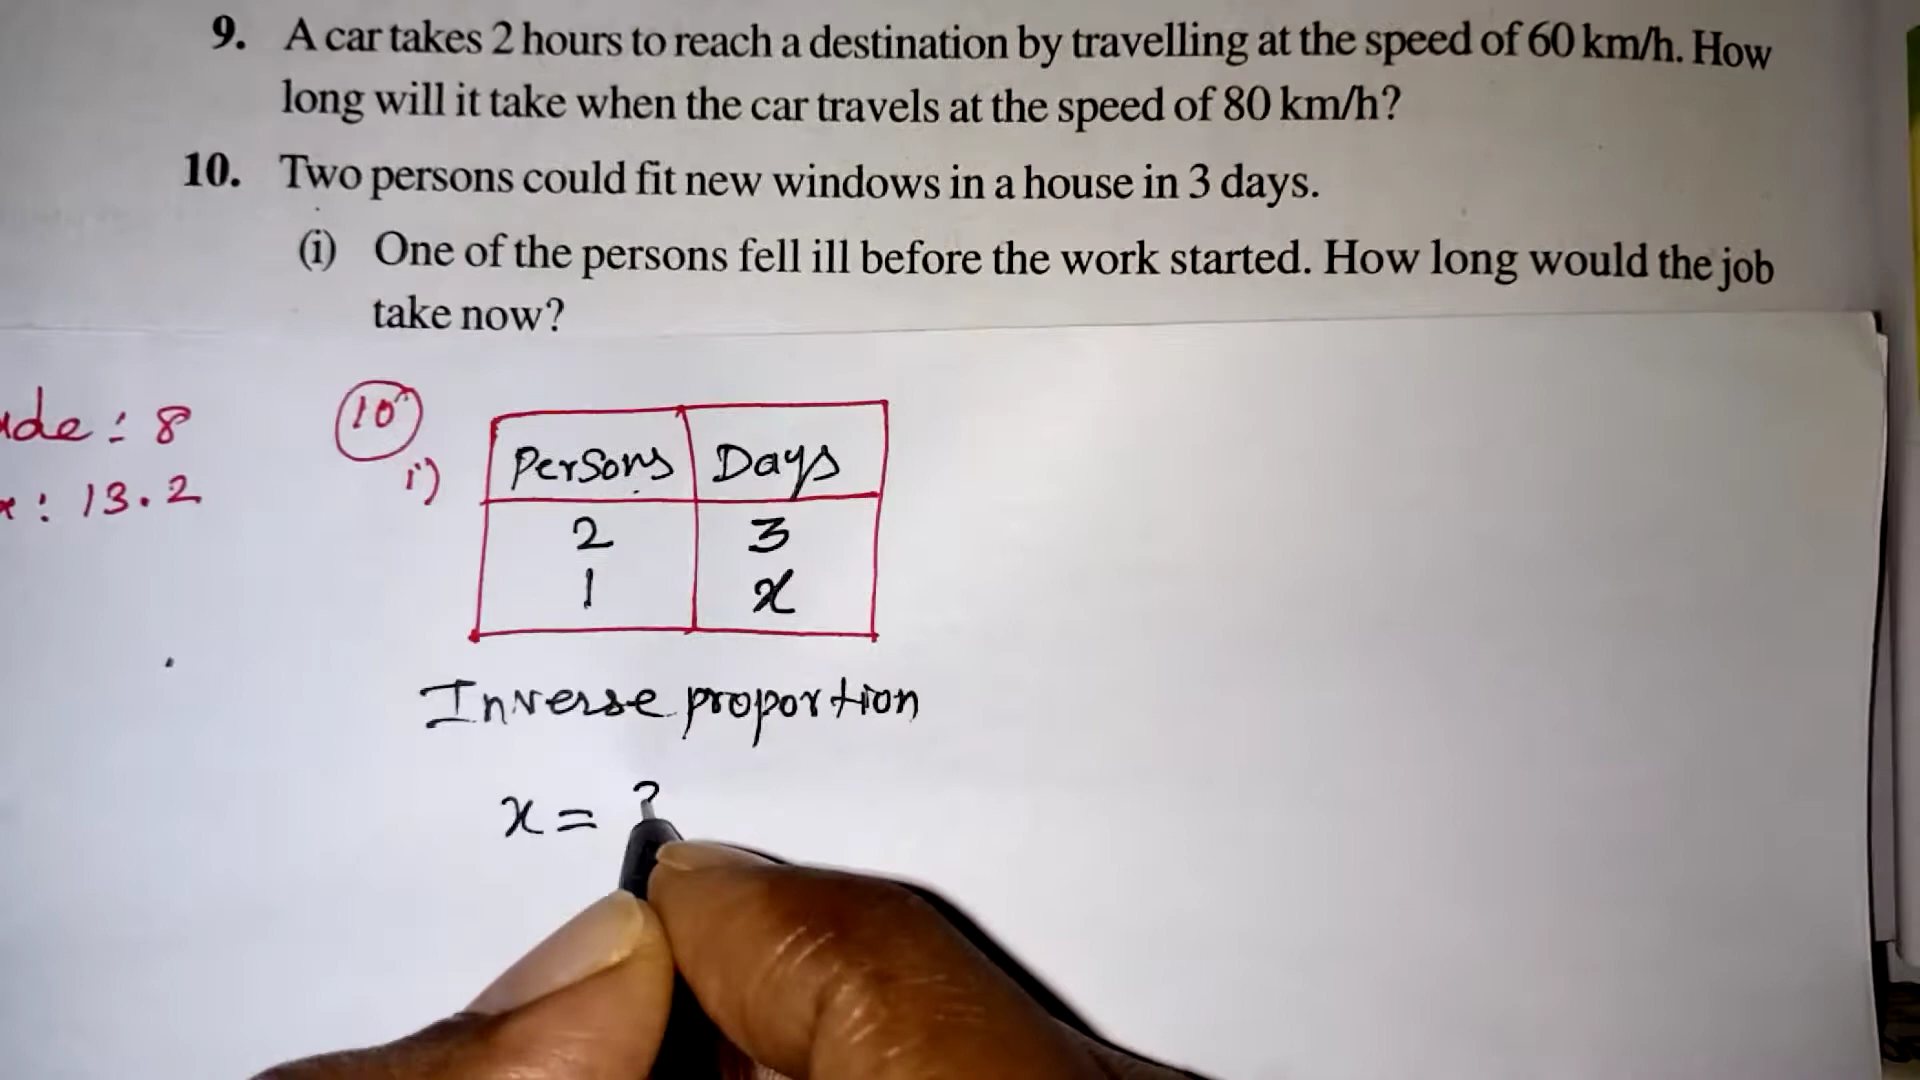 9. A car takes 2 hours to reach a destination by travelling at the speed of 60 km/h. How
long will it take when the car travels at the speed of 80 km/h?
10. Two persons could fit new windows in a house in 3 days.
(i) One of the persons fell ill before the work started. How long would the job
take now?
: 8
: 13.2
10
i)
Persons Days
2 3
1 x
Inverse proportion
x =